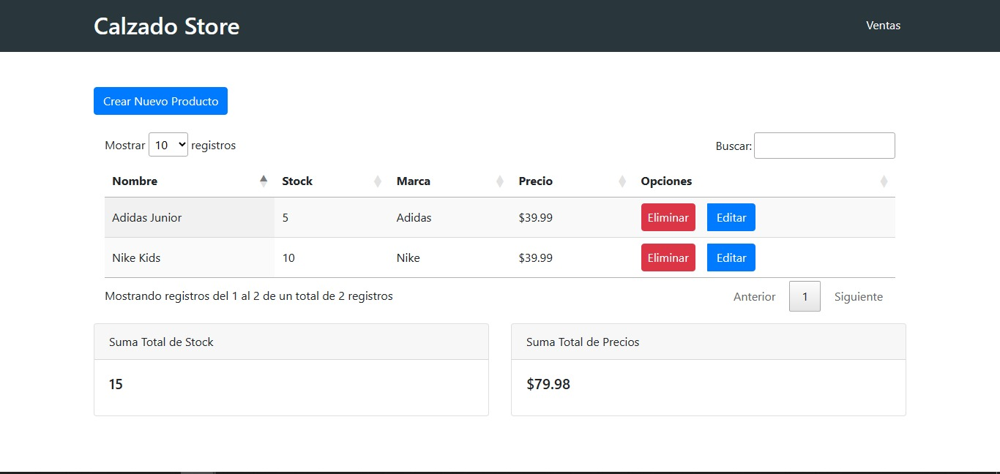 Calzado Store Ventas
Crear Nuevo Producto
Mostrar 10 registros Buscar:
Nombre Stock Marca Precio Opciones
Adidas Junior 5 Adidas $39.99 Eliminar Editar
Nike Kids 10 Nike $39.99 Eliminar Editar
Mostrando registros del 1 al 2 de un total de 2 registros Anterior 1 Siguiente
Suma Total de Stock Suma Total de Precios
15 $79.98